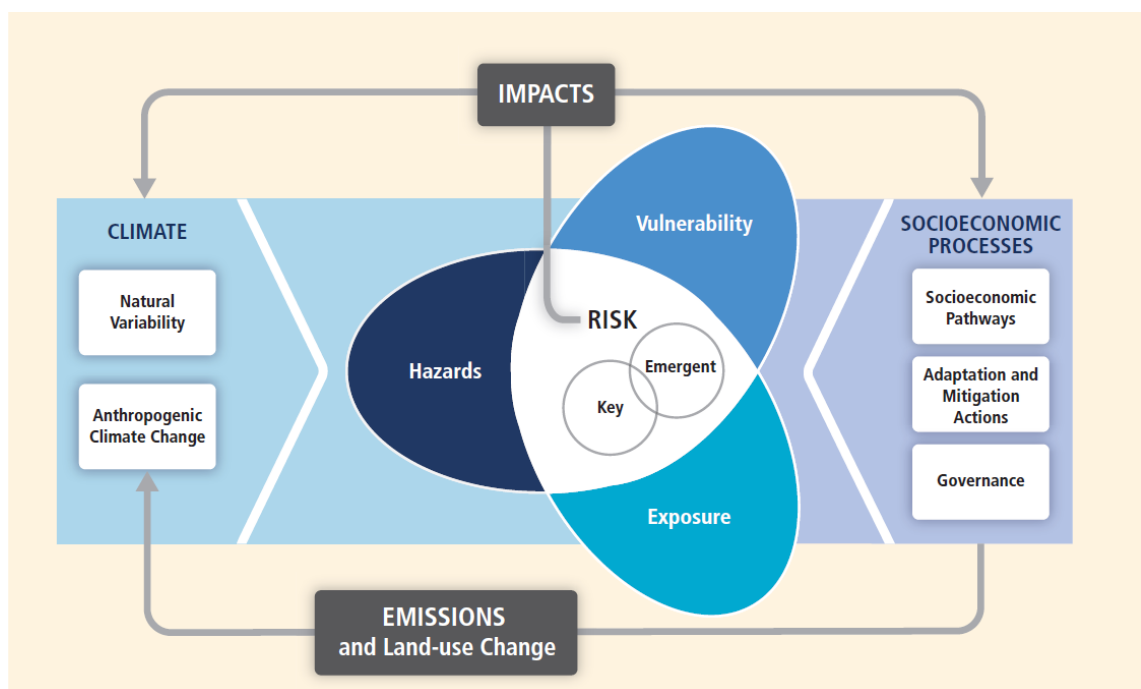 IMPACTS
CLIMATE
Natural
Variability
Anthropogenic
Climate Change
Vulnerability
Hazards
RISK
Emergent
Key
Exposure
SOCIOECONOMIC
PROCESSES
Socioeconomic
Pathways
Adaptation and
Mitigation
Actions
Governance
EMISSIONS
and Land-use Change